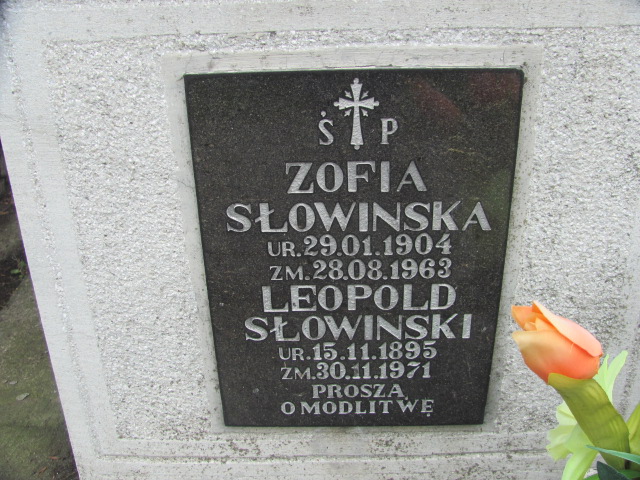 Ś P
ZOFIA
SŁOWINSKA
UR. 29.01.1904
ZM. 28.08.1963
LEOPOLD
SŁOWINSKI
UR. 15.11.1895
ZM. 30.11.1971
PROSZĄ
O MODLITWĘ